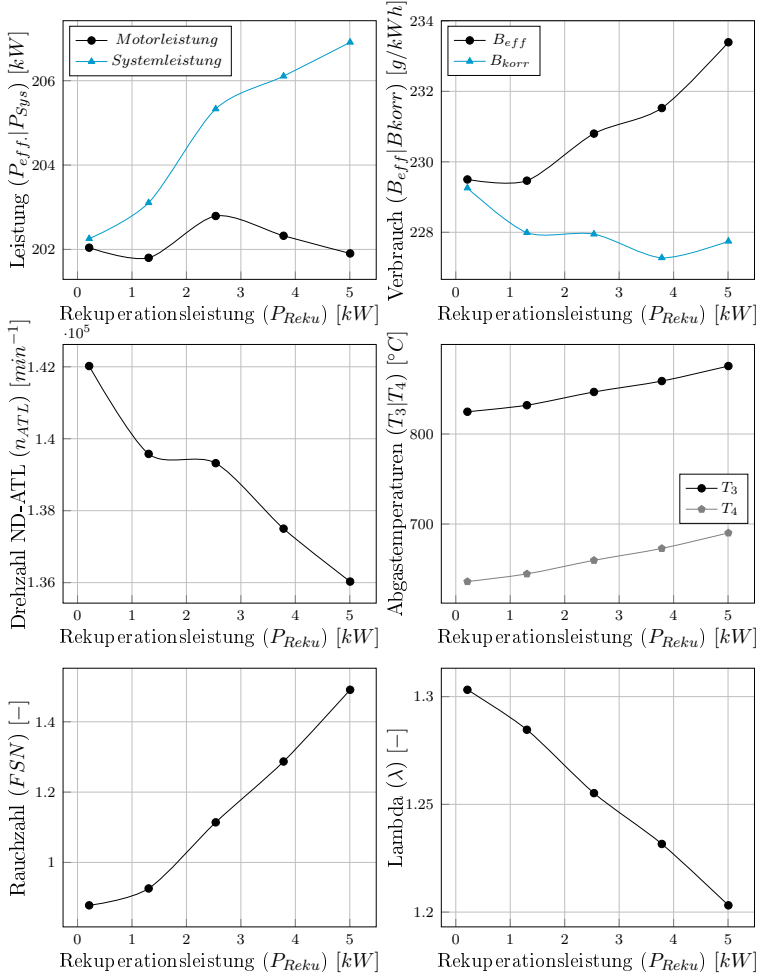 Leistung (P_eff.|P_Sys) [kW]
206
204
202
Motorleistung
Systemleistung
0 1 2 3 4 5
Rekuperationsleistung (P_Reku) [kW]
Verbrauch (B_eff|Bkorr) [g/kWh]
234
232
230
228
B_eff
B_korr
0 1 2 3 4 5
Rekuperationsleistung (P_Reku) [kW]
Drehzahl ND-ATL (n_ATL) [min^−1]
·10^5
1.42
1.4
1.38
1.36
0 1 2 3 4 5
Rekuperationsleistung (P_Reku) [kW]
Abgastemperaturen (T_3|T_4) [°C]
800
700
T_3
T_4
0 1 2 3 4 5
Rekuperationsleistung (P_Reku) [kW]
Rauchzahl (FSN) [−]
1.4
1.2
1
0 1 2 3 4 5
Rekuperationsleistung (P_Reku) [kW]
Lambda (λ) [−]
1.3
1.25
1.2
0 1 2 3 4 5
Rekuperationsleistung (P_Reku) [kW]